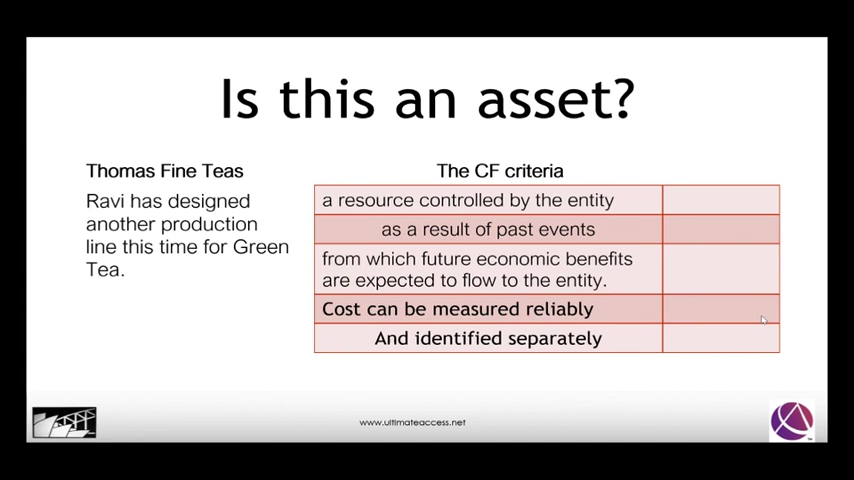 Is this an asset?
Thomas Fine Teas
Ravi has designed
another production
line this time for Green
Tea.
The CF criteria
a resource controlled by the entity
as a result of past events
from which future economic benefits
are expected to flow to the entity.
Cost can be measured reliably
And identified separately
www.ultimateaccess.net